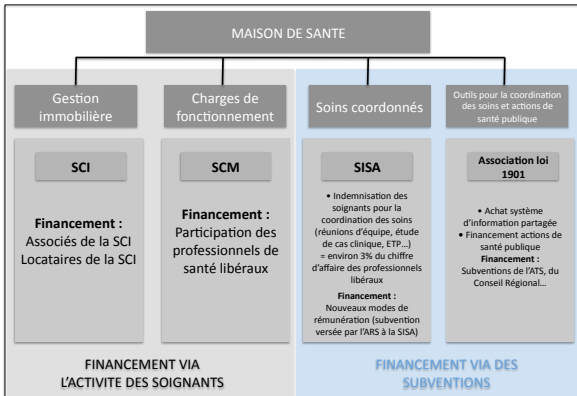 MAISON DE SANTE
Gestion
immobilière
Charges de
fonctionnement
Soins coordonnés
Outils pour la coordination
des soins et actions de
santé publique
SCI
Financement :
Associés de la SCI
Locataires de la SCI
SCM
Financement :
Participation des
professionnels de
santé libéraux
SISA
• Indemnisation des
soignants pour la
coordination des soins
(réunions d'équipe, étude
de cas clinique, ETP...)
= environ 3% du chiffre
d'affaire des professionnels
libéraux
Financement :
Nouveaux modes de
rémunération (subvention
versée par l'ARS à la SISA)
Association loi
1901
• Achat système
d'information partagée
• Financement actions de
santé publique
Financement :
Subventions de l'ATS, du
Conseil Régional...
FINANCEMENT VIA
L'ACTIVITE DES SOIGNANTS
FINANCEMENT VIA DES
SUBVENTIONS